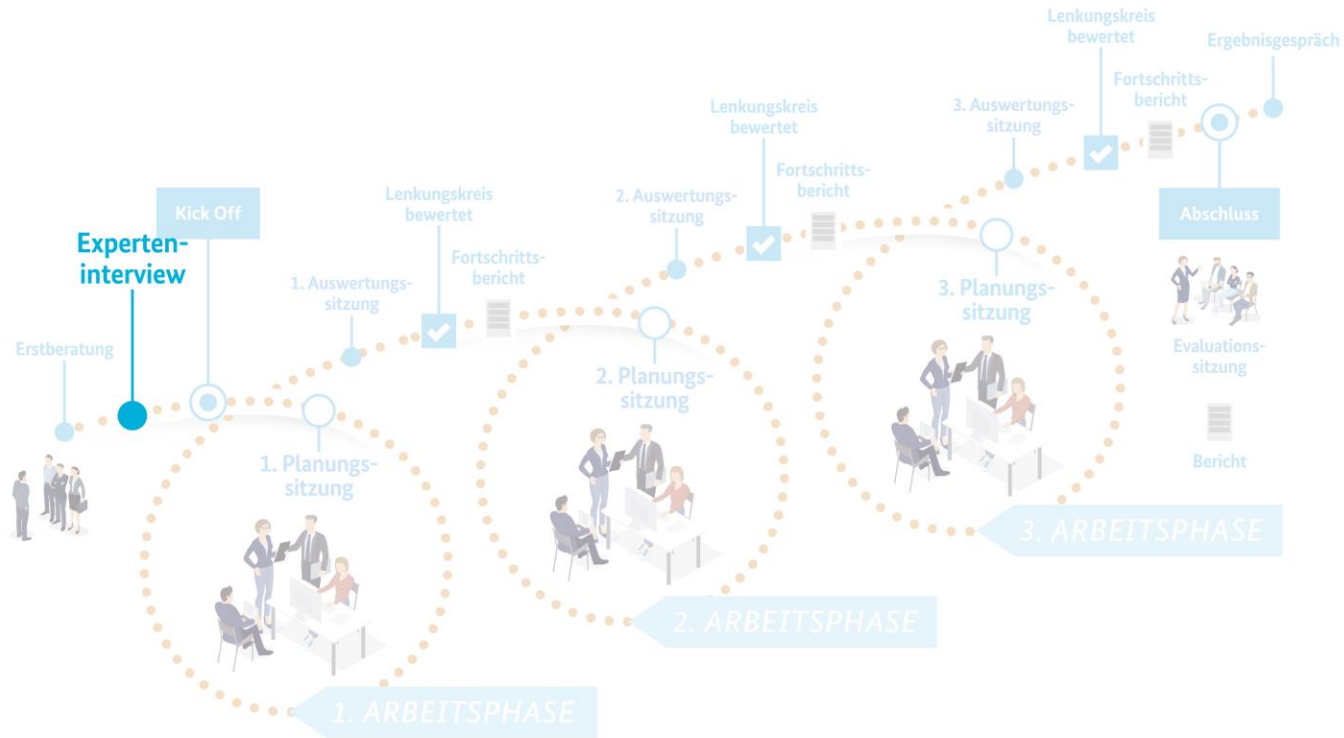 Erstberatung
Experten-
interview
Kick Off
1. Planungs-
sitzung
1. ARBEITSPHASE
1. Auswertungs-
sitzung
Lenkungskreis
bewertet
Fortschritts-
bericht
2. Planungs-
sitzung
2. ARBEITSPHASE
2. Auswertungs-
sitzung
Lenkungskreis
bewertet
Fortschritts-
bericht
3. Planungs-
sitzung
3. ARBEITSPHASE
3. Auswertungs-
sitzung
Lenkungskreis
bewertet
Fortschritts-
bericht
Abschluss
Evaluations-
sitzung
Bericht
Ergebnisgespräch